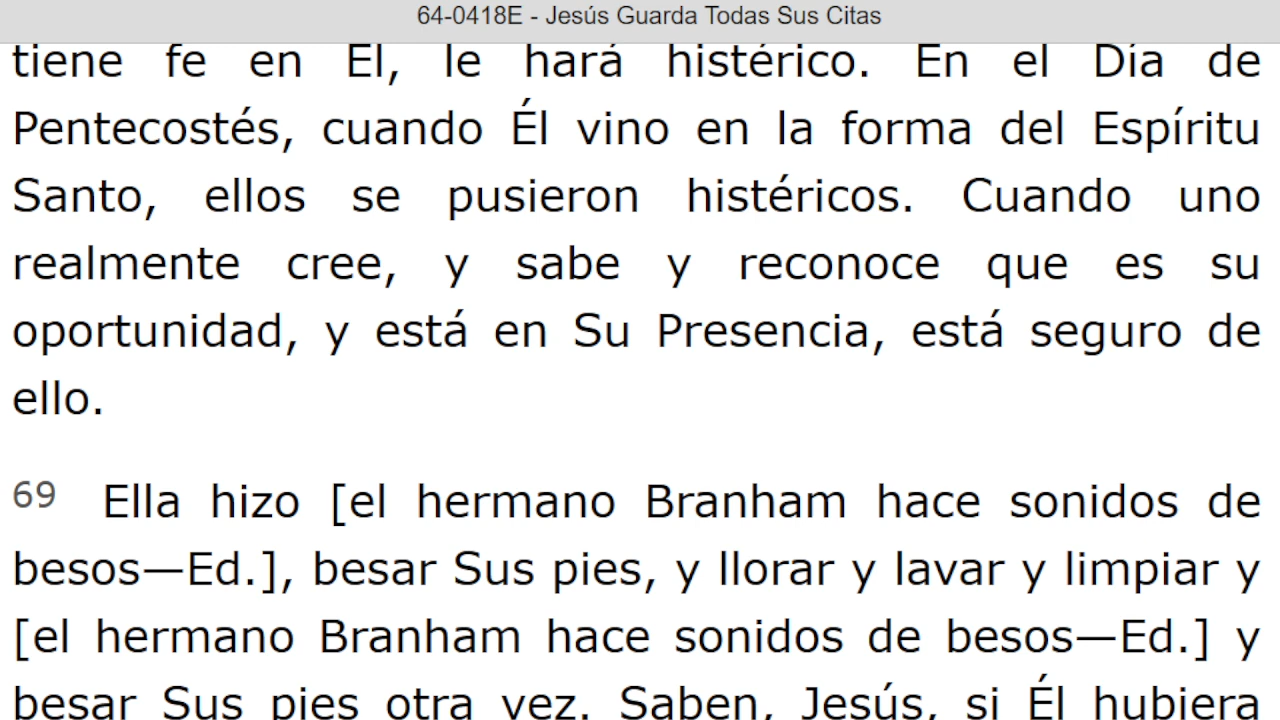 64-0418E - Jesús Guarda Todas Sus Citas
tiene fe en Él, le hará histérico. En el Día de
Pentecostés, cuando Él vino en la forma del Espíritu
Santo, ellos se pusieron histéricos. Cuando uno
realmente cree, y sabe y reconoce que es su
oportunidad, y está en Su Presencia, está seguro de
ello.
69 Ella hizo [el hermano Branham hace sonidos de
besos—Ed.], besar Sus pies, y llorar y lavar y limpiar y
[el hermano Branham hace sonidos de besos—Ed.] y
besar Sus pies otra vez. Saben, Jesús, si Él hubiera